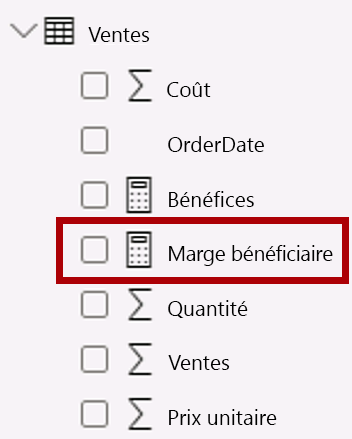 Ventes
Coût
OrderDate
Bénéfices
Marge bénéficiaire
Quantité
Ventes
Prix unitaire